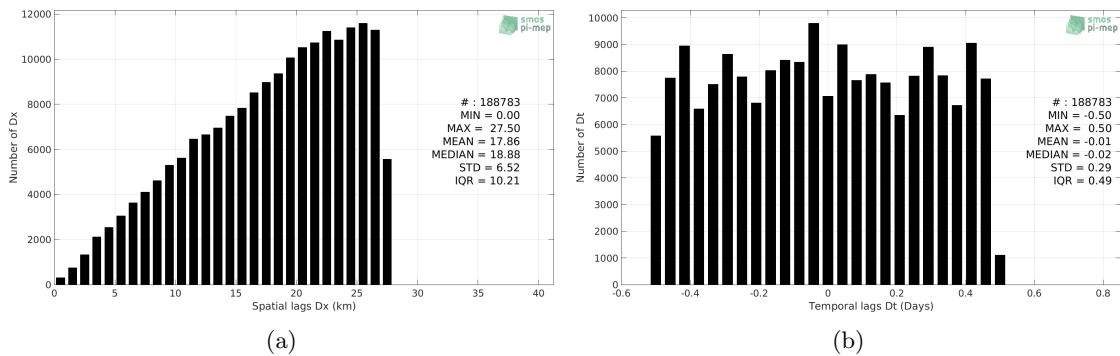 12000
10000
8000
6000
4000
2000
0
Number of Dx
0 5 10 15 20 25 30 35 40
Spatial lags Dx (km)
smos
pi-mep
# : 188783
MIN = 0.00
MAX = 27.50
MEAN = 17.86
MEDIAN = 18.88
STD = 6.52
IQR = 10.21
(a)
10000
9000
8000
7000
6000
5000
4000
3000
2000
1000
0
Number of Dt
-0.6 -0.4 -0.2 0 0.2 0.4 0.6 0.8
Temporal lags Dt (Days)
smos
pi-mep
# : 188783
MIN = -0.50
MAX = 0.50
MEAN = -0.01
MEDIAN = -0.02
STD = 0.29
IQR = 0.49
(b)